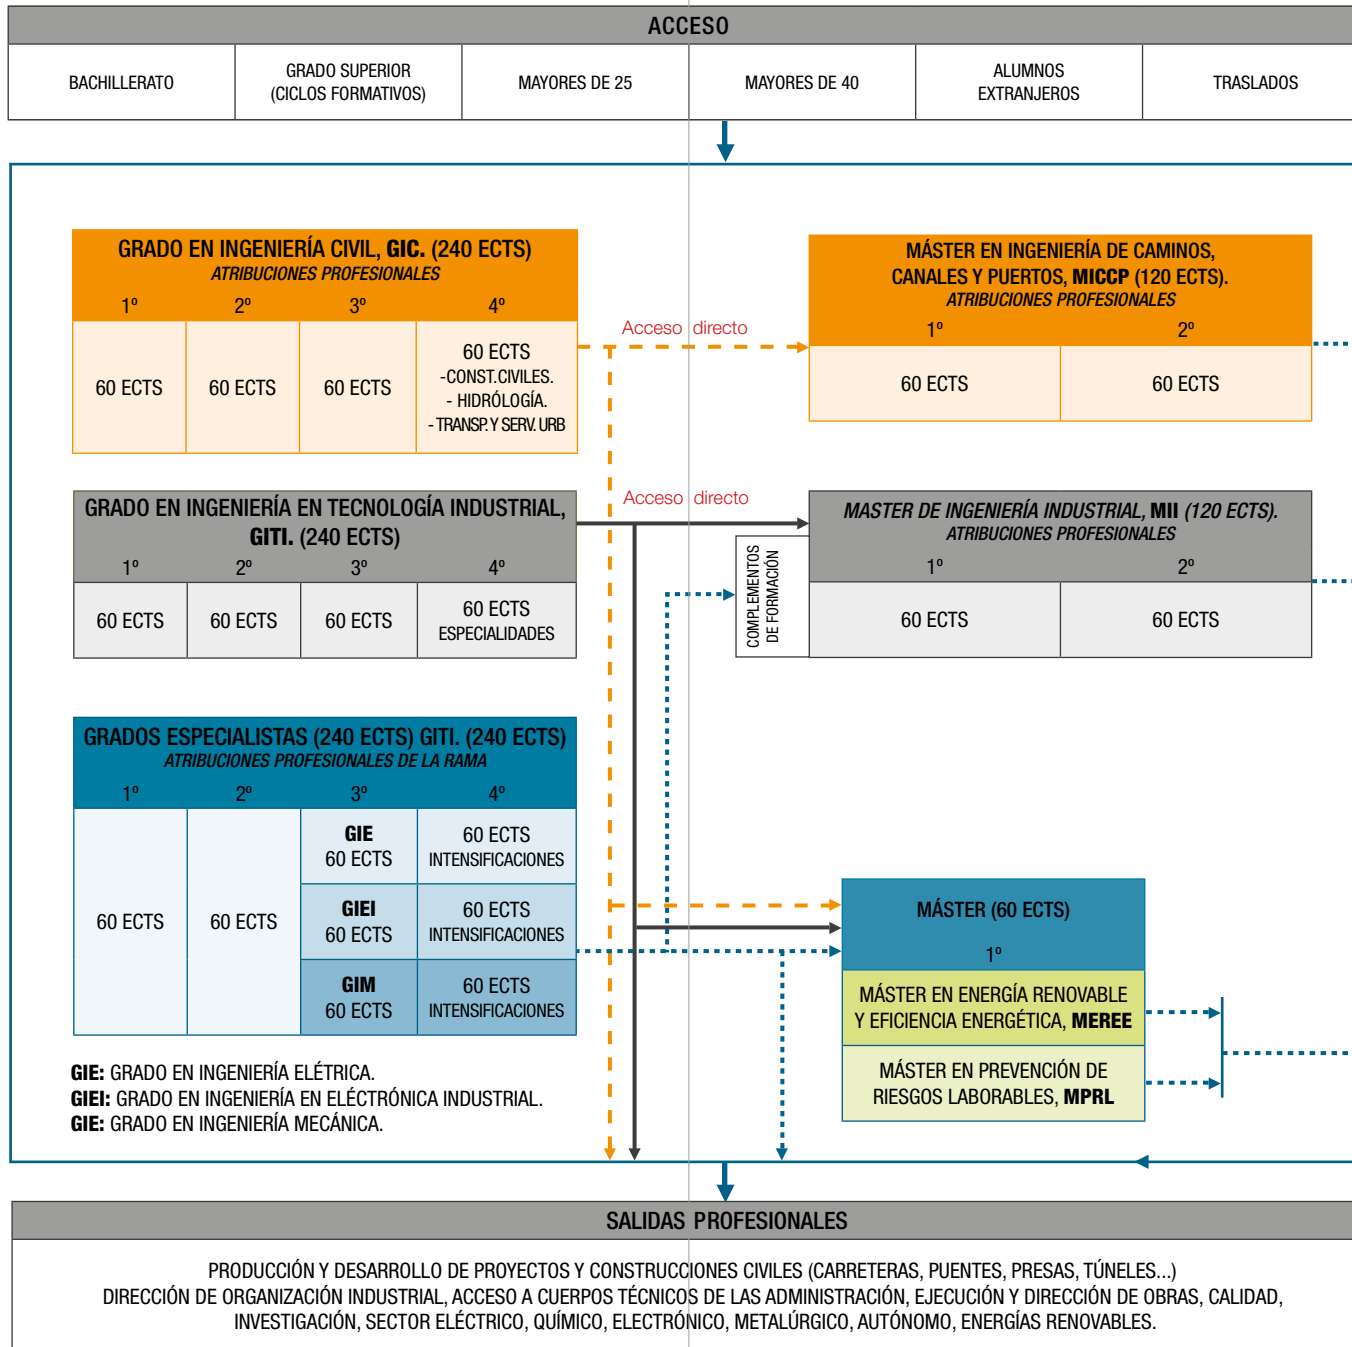 ACCESO
BACHILLERATO
GRADO SUPERIOR
(CICLOS FORMATIVOS)
MAYORES DE 25
MAYORES DE 40
ALUMNOS
EXTRANJEROS
TRASLADOS
GRADO EN INGENIERÍA CIVIL, GIC. (240 ECTS)
ATRIBUCIONES PROFESIONALES
1º 2º 3º 4º
60 ECTS
60 ECTS
60 ECTS
60 ECTS
-CONST.CIVILES.
- HIDRÓLOGÍA.
- TRANSP. Y SERV. URB
Acceso directo
MÁSTER EN INGENIERÍA DE CAMINOS,
CANALES Y PUERTOS, MICCP (120 ECTS).
ATRIBUCIONES PROFESIONALES
1º 2º
60 ECTS
60 ECTS
GRADO EN INGENIERÍA EN TECNOLOGÍA INDUSTRIAL,
GITI. (240 ECTS)
1º 2º 3º 4º
60 ECTS
60 ECTS
60 ECTS
60 ECTS
ESPECIALIDADES
Acceso directo
COMPLEMENTOS
DE FORMACIÓN
MASTER DE INGENIERÍA INDUSTRIAL, MII (120 ECTS).
ATRIBUCIONES PROFESIONALES
1º 2º
60 ECTS
60 ECTS
GRADOS ESPECIALISTAS (240 ECTS) GITI. (240 ECTS)
ATRIBUCIONES PROFESIONALES DE LA RAMA
1º 2º 3º 4º
60 ECTS
60 ECTS
GIE
60 ECTS
60 ECTS
INTENSIFICACIONES
GIEI
60 ECTS
60 ECTS
INTENSIFICACIONES
GIM
60 ECTS
60 ECTS
INTENSIFICACIONES
MÁSTER (60 ECTS)
1º
MÁSTER EN ENERGÍA RENOVABLE
Y EFICIENCIA ENERGÉTICA, MEREE
MÁSTER EN PREVENCIÓN DE
RIESGOS LABORABLES, MPRL
GIE: GRADO EN INGENIERÍA ELÉTRICA.
GIEI: GRADO EN INGENIERÍA EN ELÉCTRÓNICA INDUSTRIAL.
GIE: GRADO EN INGENIERÍA MECÁNICA.
SALIDAS PROFESIONALES
PRODUCCIÓN Y DESARROLLO DE PROYECTOS Y CONSTRUCCIONES CIVILES (CARRETERAS, PUENTES, PRESAS, TÚNELES...)
DIRECCIÓN DE ORGANIZACIÓN INDUSTRIAL, ACCESO A CUERPOS TÉCNICOS DE LAS ADMINISTRACIÓN, EJECUCIÓN Y DIRECCIÓN DE OBRAS, CALIDAD,
INVESTIGACIÓN, SECTOR ELÉCTRICO, QUÍMICO, ELECTRÓNICO, METALÚRGICO, AUTÓNOMO, ENERGÍAS RENOVABLES.